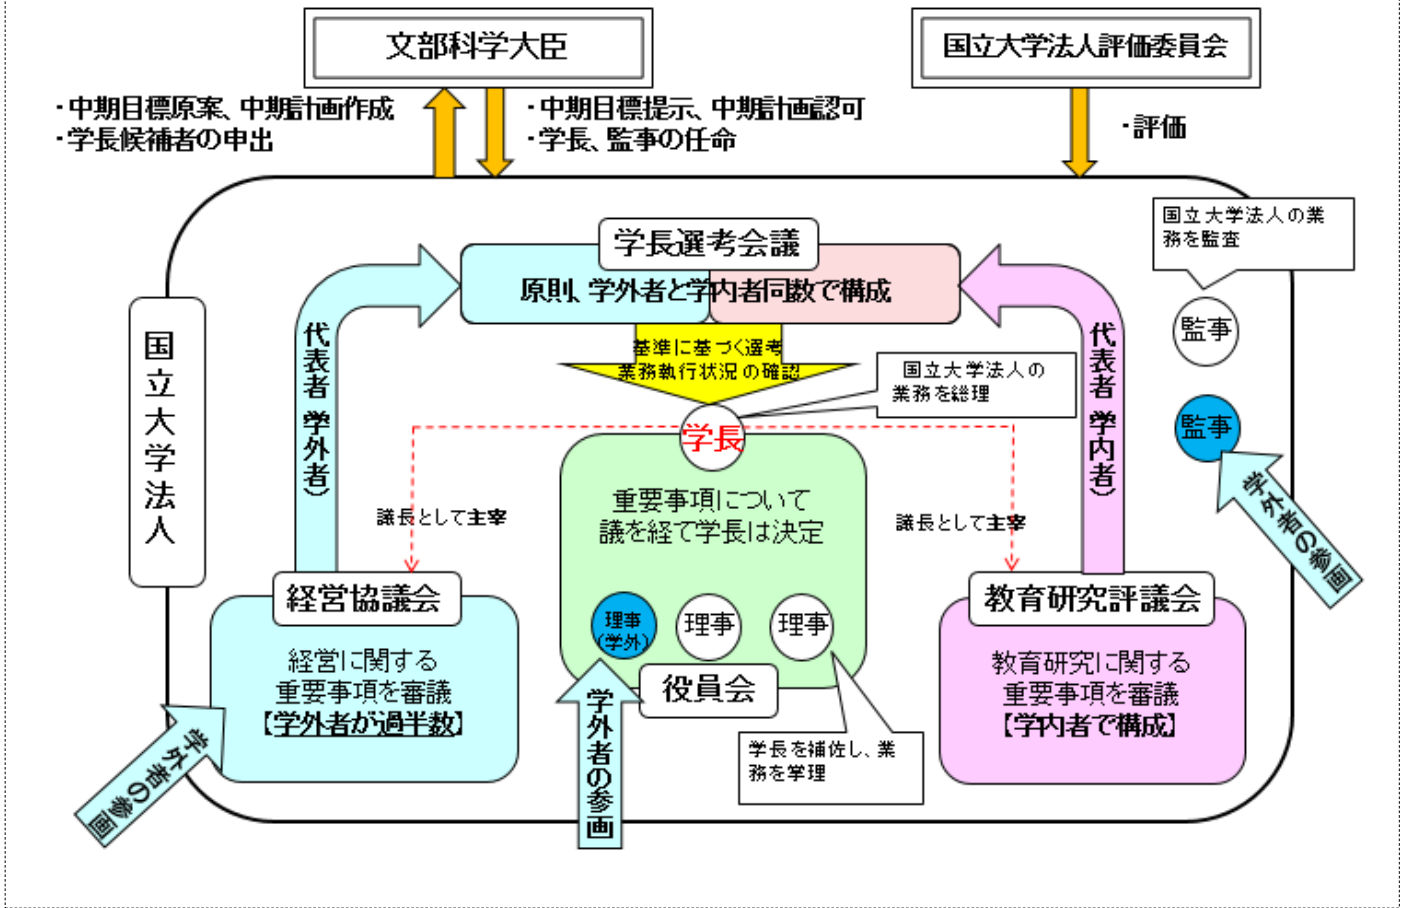 文部科学大臣
国立大学法人評価委員会
・中期目標原案、中期計画作成
・学長候補者の申出
・中期目標提示、中期計画認可
・学長、監事の任命
・評価
国立大学法人の業
務を監査
学長選考会議
原則、学外者と学内者同数で構成
基準に基づく選考
業務執行状況の確認
国立大学法人の
業務を総理
国立大学法人
代表者（学外者）
代表者（学内者）
監事
監事
学外者の参画
学長
重要事項について
議を経て学長は決定
議長として主宰
議長として主宰
経営協議会
経営に関する
重要事項を審議
【学外者が過半数】
学外者の参画
理事
(学外)
理事
理事
役員会
学外者の参画
学長を補佐し、業
務を掌理
教育研究評議会
教育研究に関する
重要事項を審議
【学内者で構成】